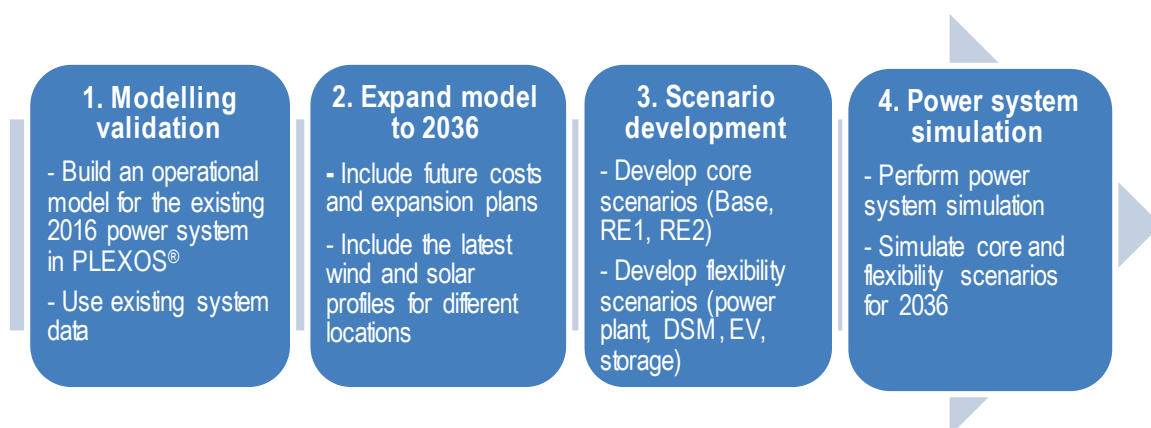 1. Modelling
validation
- Build an operational
model for the existing
2016 power system
in PLEXOS®
- Use existing system
data
2. Expand model
to 2036
- Include future costs
and expansion plans
- Include the latest
wind and solar
profiles for different
locations
3. Scenario
development
- Develop core
scenarios (Base,
RE1, RE2)
- Develop flexibility
scenarios (power
plant, DSM, EV,
storage)
4. Power system
simulation
- Perform power
system simulation
- Simulate core and
flexibility scenarios
for 2036